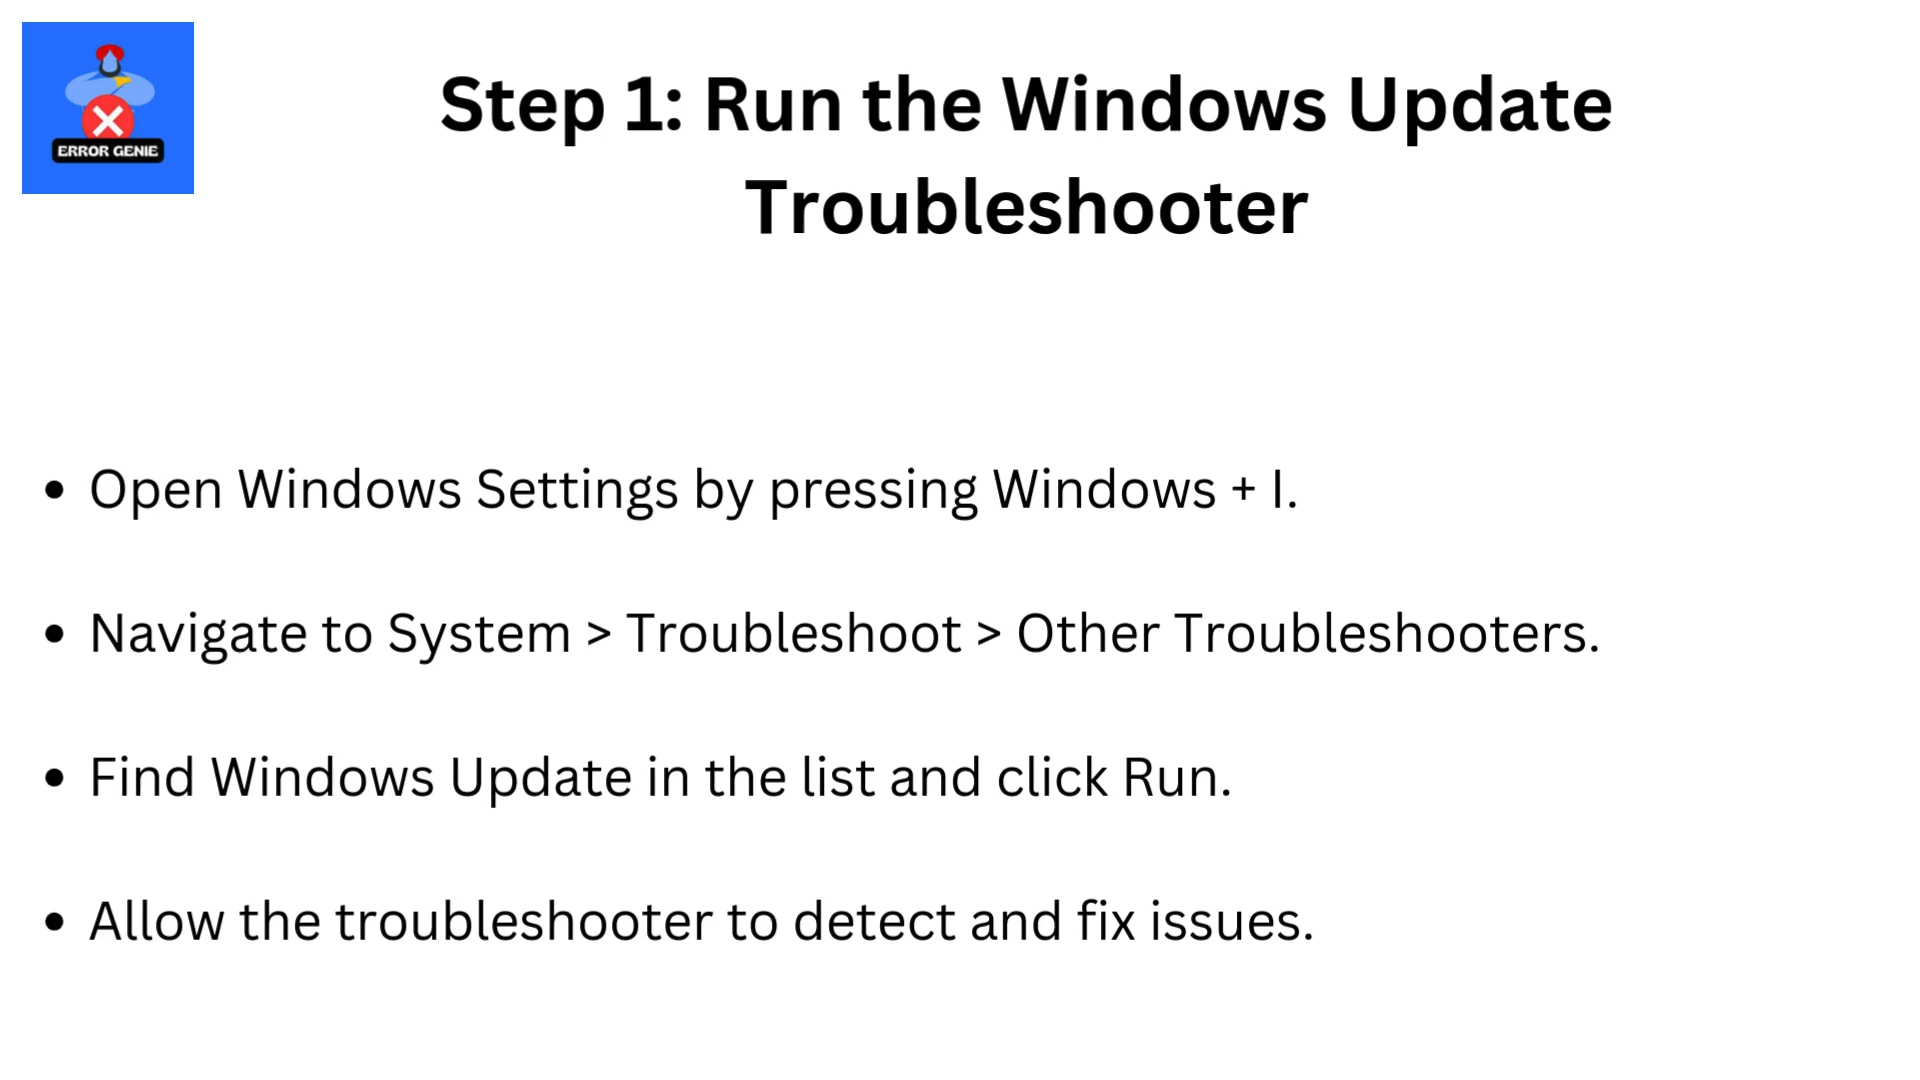 ERROR GENIE
Step 1: Run the Windows Update
Troubleshooter
• Open Windows Settings by pressing Windows + I.
• Navigate to System > Troubleshoot > Other Troubleshooters.
• Find Windows Update in the list and click Run.
• Allow the troubleshooter to detect and fix issues.